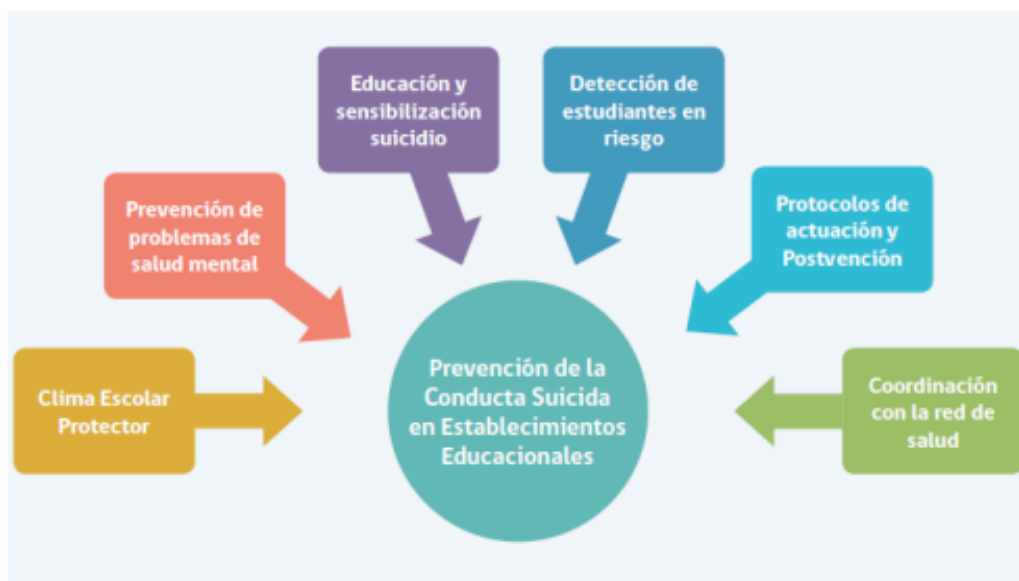 Educación y
sensibilización
suicidio
Detección de
estudiantes en
riesgo
Prevención de
problemas de
salud mental
Protocolos de
actuación y
Postvención
Clima Escolar
Protector
Prevención de la
Conducta Suicida
en Establecimientos
Educacionales
Coordinación
con la red de
salud